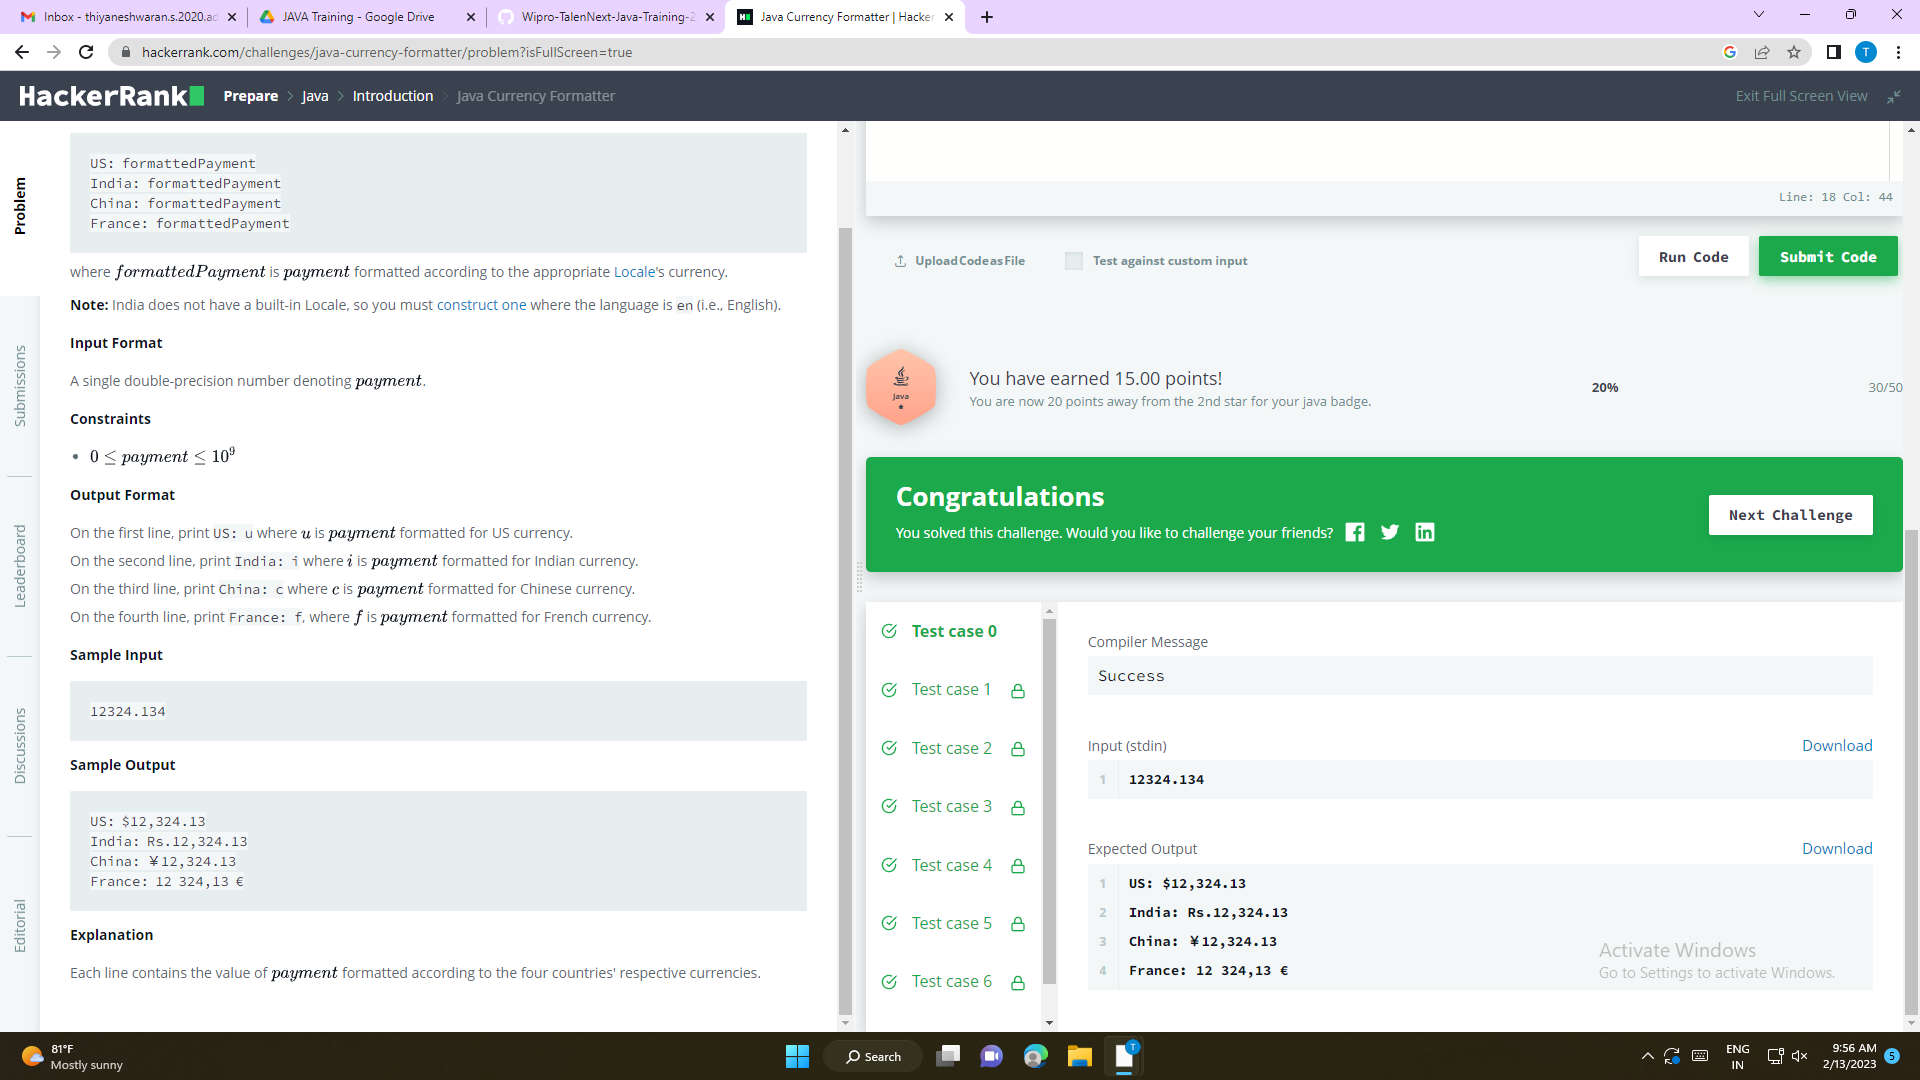 Inbox - thiyaneshwaran.s.2020.ad
JAVA Training - Google Drive
Wipro-TalenNext-Java-Training-2
Java Currency Formatter | Hacker
hackerrank.com/challenges/java-currency-formatter/problem?isFullScreen=true
T
HackerRank
Prepare > Java > Introduction > Java Currency Formatter
Exit Full Screen View
Problem
Submissions
Leaderboard
Discussions
Editorial
US: formattedPayment
India: formattedPayment
China: formattedPayment
France: formattedPayment
where formattedPayment is payment formatted according to the appropriate Locale's currency.
Note: India does not have a built-in Locale, so you must construct one where the language is en (i.e., English).
Input Format
A single double-precision number denoting payment.
Constraints
• 0 ≤ payment ≤ 10⁹
Output Format
On the first line, print US: u where u is payment formatted for US currency.
On the second line, print India: i where i is payment formatted for Indian currency.
On the third line, print China: c where c is payment formatted for Chinese currency.
On the fourth line, print France: f, where f is payment formatted for French currency.
Sample Input
12324.134
Sample Output
US: $12,324.13
India: Rs.12,324.13
China: ¥12,324.13
France: 12 324,13 €
Explanation
Each line contains the value of payment formatted according to the four countries' respective currencies.
Line: 18 Col: 44
Upload Code as File
Test against custom input
Run Code
Submit Code
Java
You have earned 15.00 points!
You are now 20 points away from the 2nd star for your java badge.
20%
30/50
Congratulations
You solved this challenge. Would you like to challenge your friends?
Next Challenge
Test case 0
Test case 1
Test case 2
Test case 3
Test case 4
Test case 5
Test case 6
Compiler Message
Success
Input (stdin)
Download
1 12324.134
Expected Output
Download
1 US: $12,324.13
2 India: Rs.12,324.13
3 China: ¥12,324.13
4 France: 12 324,13 €
Activate Windows
Go to Settings to activate Windows.
81°F
Mostly sunny
Search
T
ENG
IN
9:56 AM
2/13/2023
5